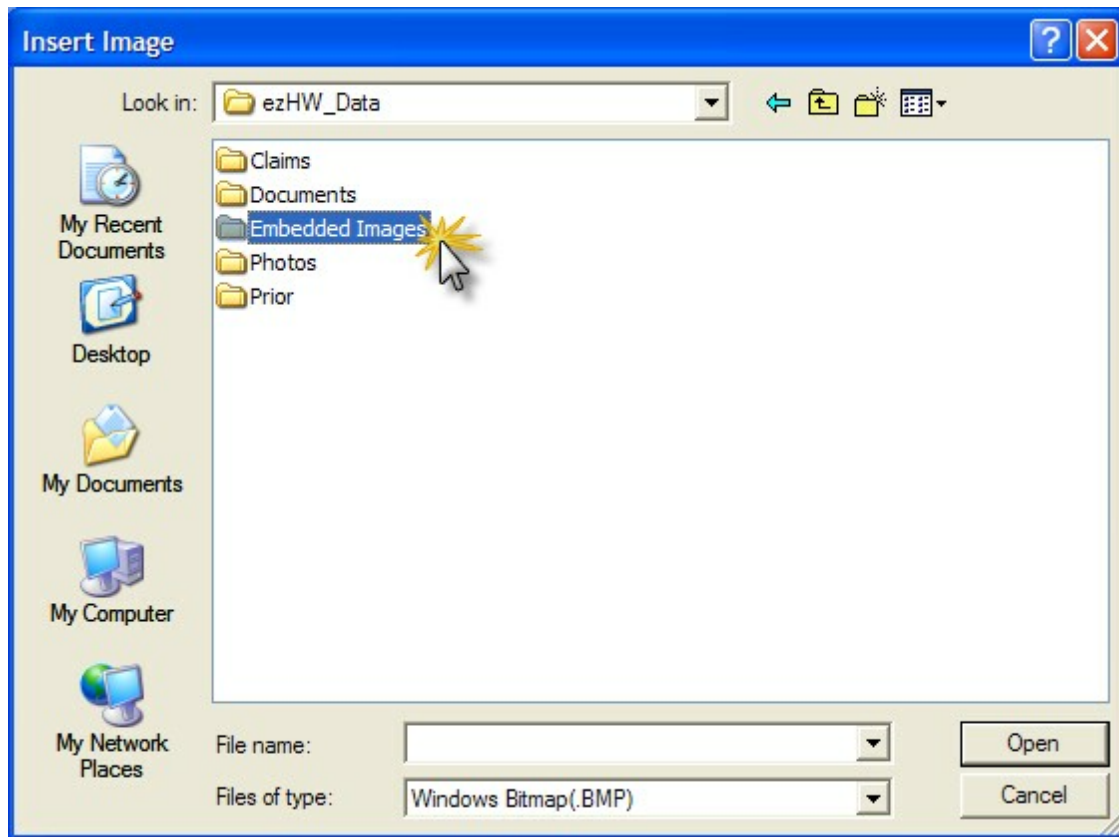 Insert Image
Look in: ezHW_Data
Claims
Documents
Embedded Images
Photos
Prior
My Recent
Documents
Desktop
My Documents
My Computer
My Network
Places
File name:
Open
Files of type: Windows Bitmap(.BMP)
Cancel